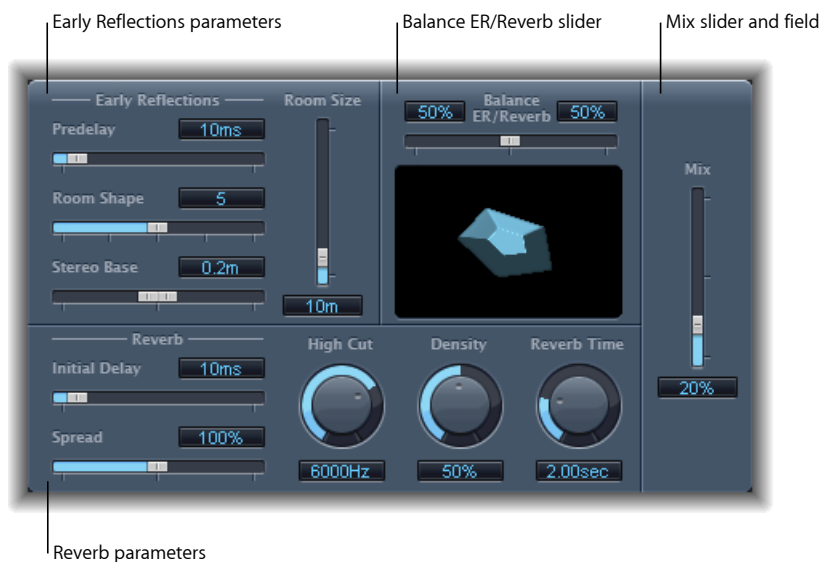 Early Reflections parameters
Balance ER/Reverb slider
Mix slider and field
Early Reflections
Predelay
10ms
Room Shape
5
Stereo Base
0.2m
Room Size
10m
50%
Balance
ER/Reverb
50%
Mix
20%
Reverb
Initial Delay
10ms
Spread
100%
High Cut
6000Hz
Density
50%
Reverb Time
2.00sec
Reverb parameters